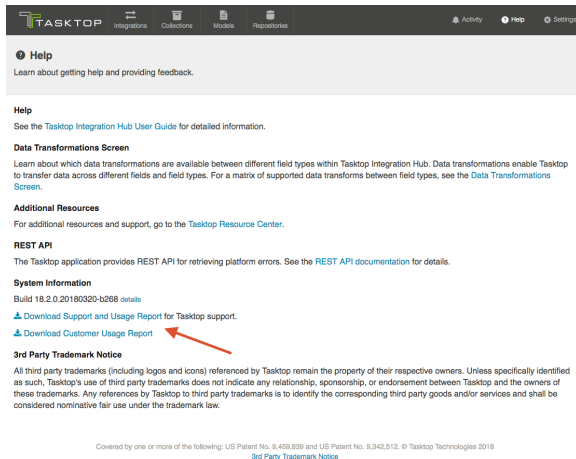 TASKTOP
Integrations
Collections
Models
Repositories
Activity
Help
Settings
Help
Learn about getting help and providing feedback.
Help
See the Tasktop Integration Hub User Guide for detailed information.
Data Transformations Screen
Learn about which data transformations are available between different field types within Tasktop Integration Hub. Data transformations enable Tasktop
to transfer data across different fields and field types. For a matrix of supported data transforms between field types, see the Data Transformations
Screen.
Additional Resources
For additional resources and support, go to the Tasktop Resource Center.
REST API
The Tasktop application provides REST API for retrieving platform errors. See the REST API documentation for details.
System Information
Build 18.2.0.20180320-b268 details
Download Support and Usage Report for Tasktop support.
Download Customer Usage Report
3rd Party Trademark Notice
All third party trademarks (including logos and icons) referenced by Tasktop remain the property of their respective owners. Unless specifically identified
as such, Tasktop's use of third party trademarks does not indicate any relationship, sponsorship, or endorsement between Tasktop and the owners of
these trademarks. Any references by Tasktop to third party trademarks is to identify the corresponding third party goods and/or services and shall be
considered nominative fair use under the trademark law.
Covered by one or more of the following: US Patent No. 9,459,839 and US Patent No. 9,342,512. © Tasktop Technologies 2018
3rd Party Trademark Notice